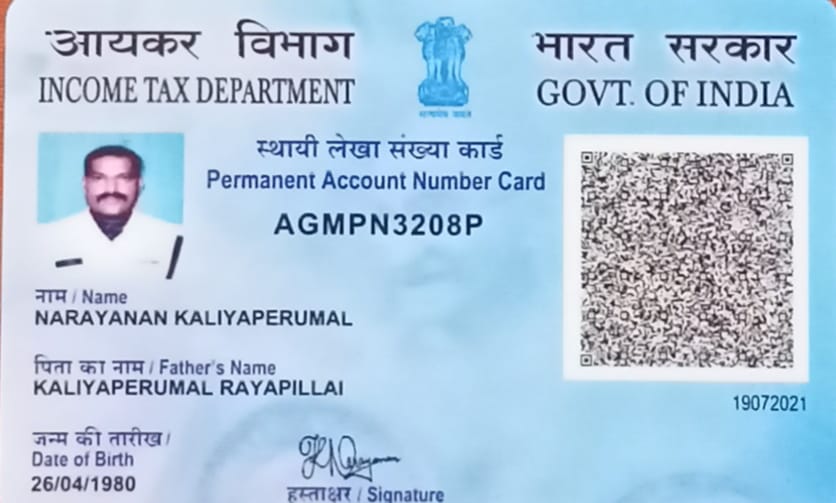 आयकर विभाग
INCOME TAX DEPARTMENT
भारत सरकार
GOVT. OF INDIA
सत्यमेव जयते
स्थायी लेखा संख्या कार्ड
Permanent Account Number Card
AGMPN3208P
नाम / Name
NARAYANAN KALIYAPERUMAL
पिता का नाम / Father's Name
KALIYAPERUMAL RAYAPILLAI
जन्म की तारीख/
Date of Birth
26/04/1980
हस्ताक्षर / Signature
19072021